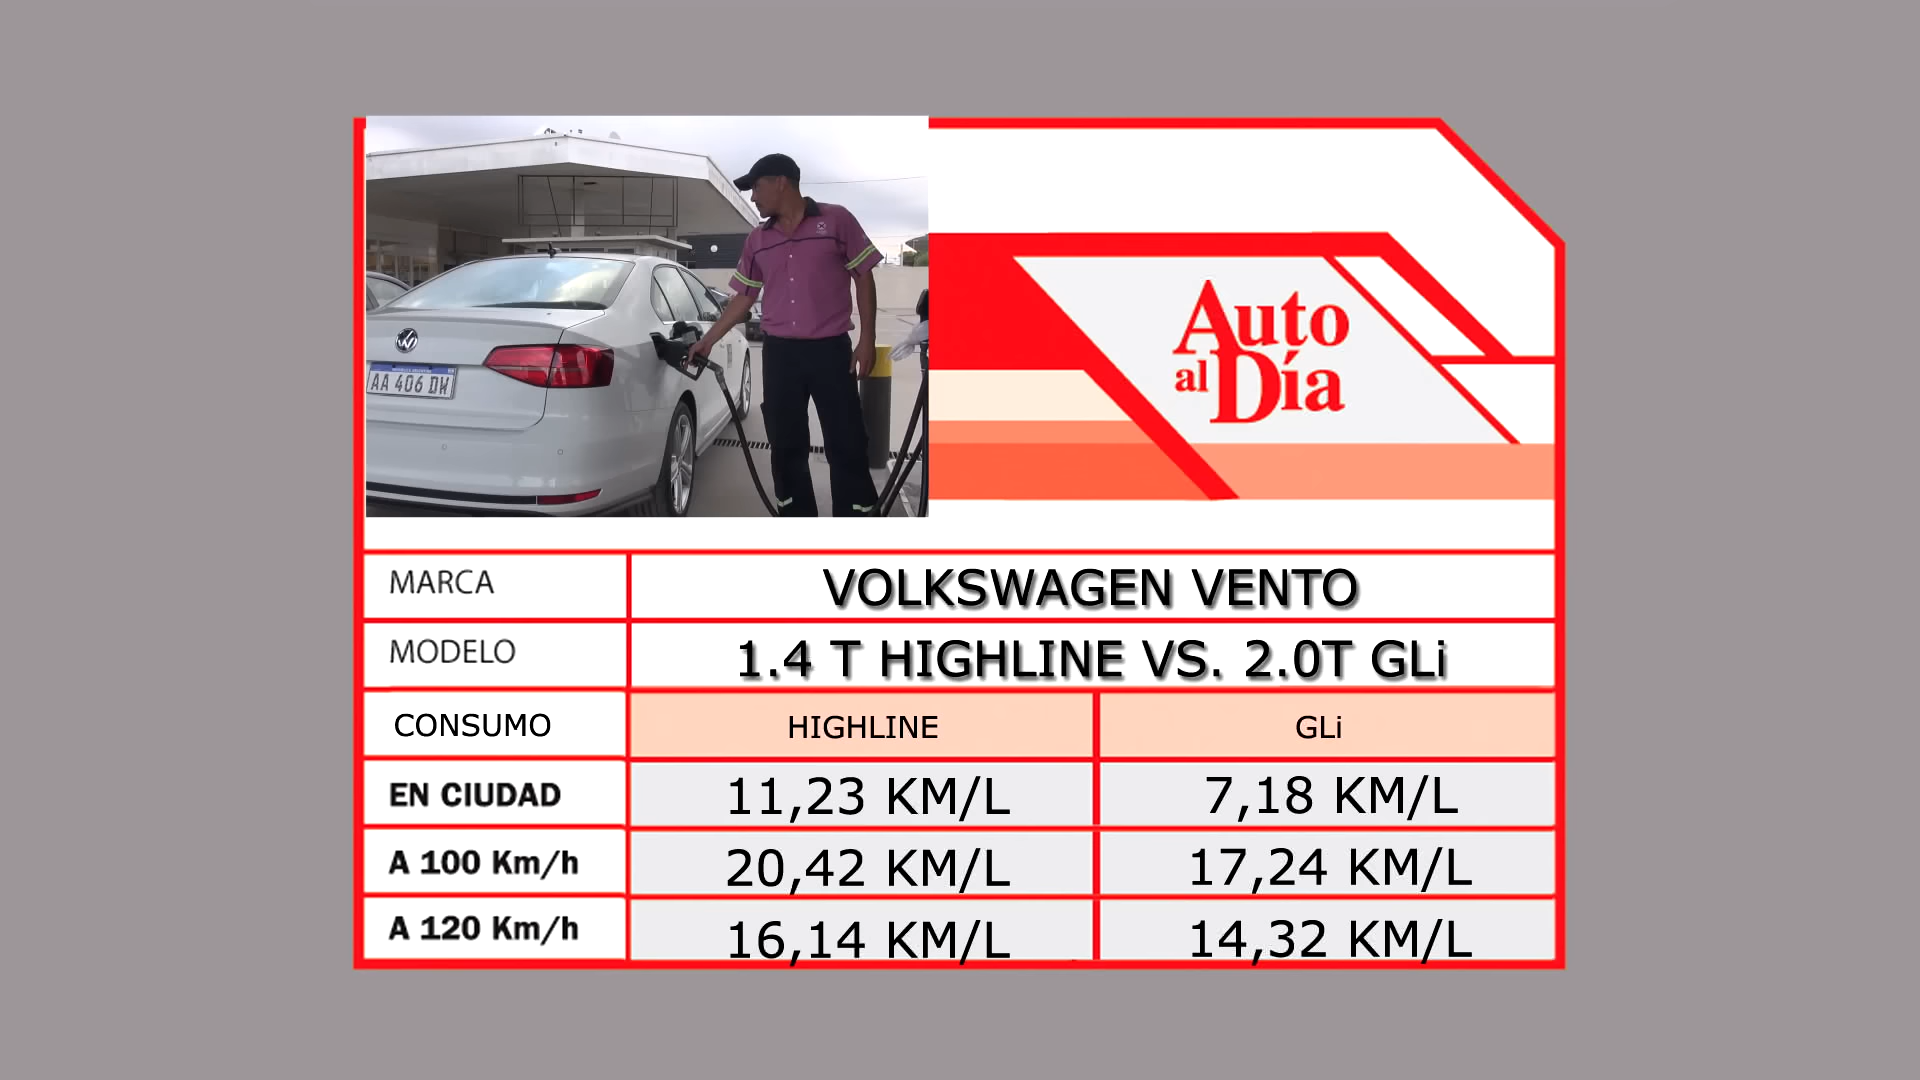 AA 406 DW
Auto
al Día
MARCA
VOLKSWAGEN VENTO
MODELO
1.4 T HIGHLINE VS. 2.0T GLi
CONSUMO
HIGHLINE
GLi
EN CIUDAD
11,23 KM/L
7,18 KM/L
A 100 Km/h
20,42 KM/L
17,24 KM/L
A 120 Km/h
16,14 KM/L
14,32 KM/L